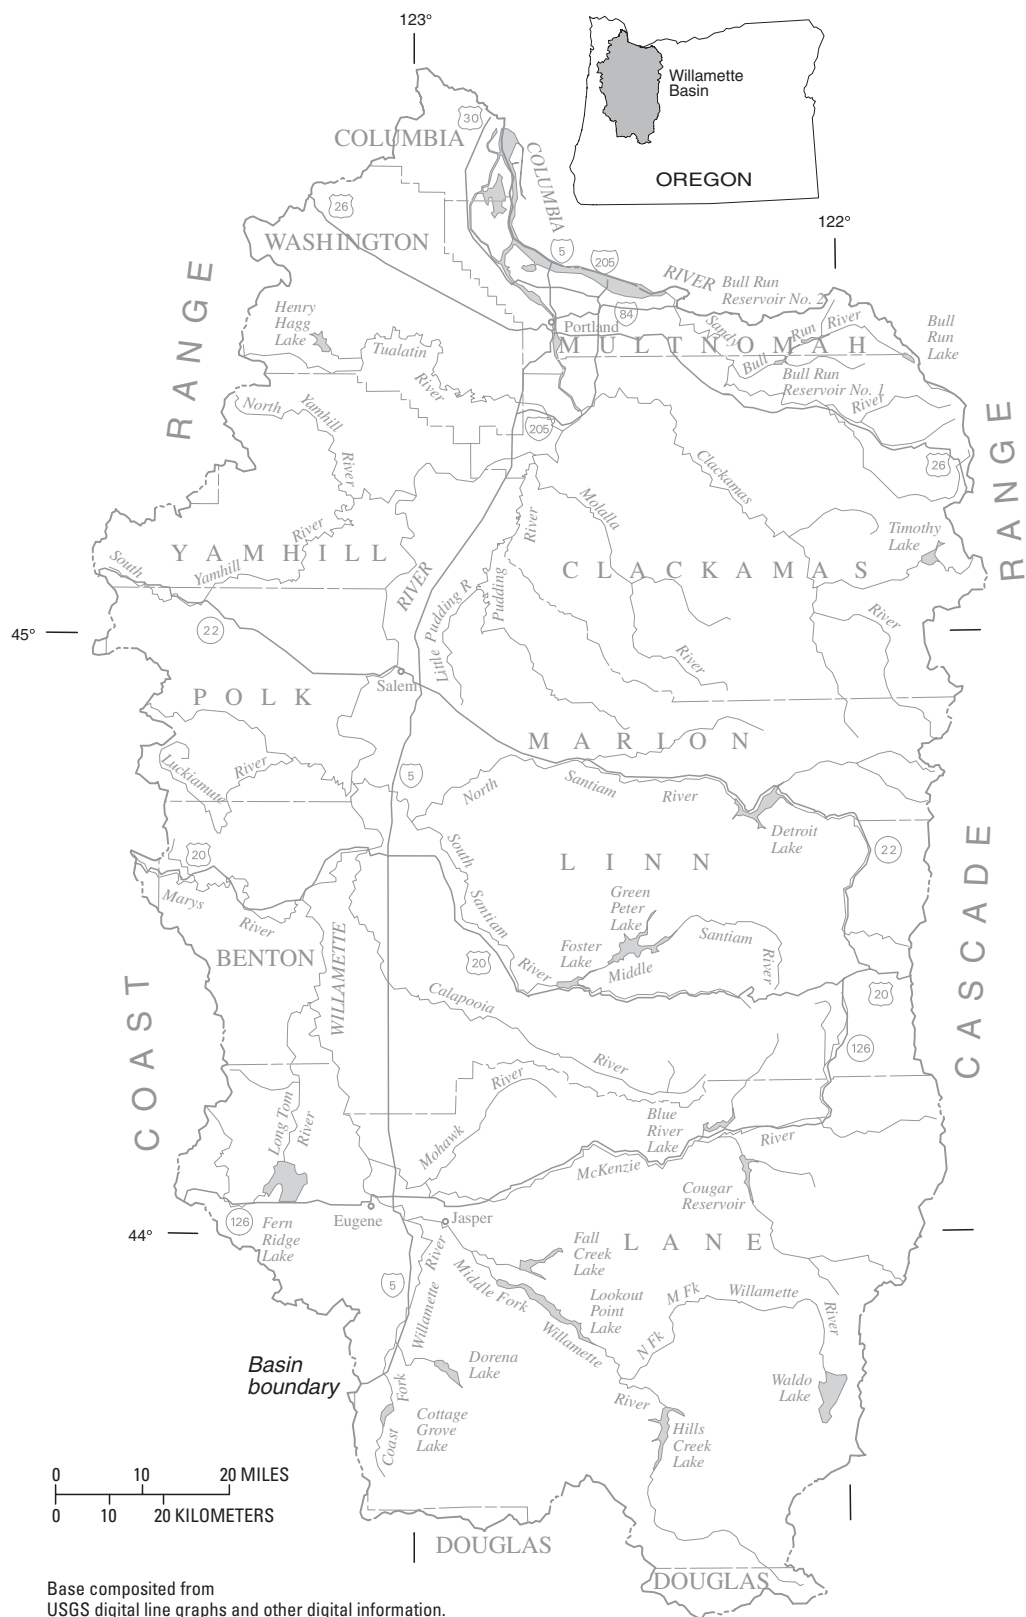 123°
Willamette
Basin
OREGON
30
COLUMBIA
COLUMBIA
RIVER
26
WASHINGTON
5
205
122°
Bull Run
Reservoir No. 2
84
Portland
Sandy
Bull
Run
River
Bull
Run
Lake
MULTNOMAH
Bull Run
Reservoir No. 1
River
RANGE
Henry
Hagg
Lake
Tualatin
River
205
North
Yamhill
River
26
RANGE
Clackamas
Molalla
River
Timothy
Lake
YAMHILL
River
South
Yamhill
CLACKAMAS
RIVER
Little Pudding R
Pudding
River
45°
22
River
River
Salem
POLK
MARION
Luckiamute
River
5
North
Santiam
River
Detroit
Lake
22
20
South
Santiam
River
LINN
Green
Peter
Lake
Foster
Lake
Middle
Santiam
River
CASCADE
Marys
River
BENTON
WILLAMETTE
20
20
COAST
Calapooia
River
126
River
Mohawk
Blue
River
Lake
River
McKenzie
Long Tom
River
Cougar
Reservoir
126
Fern
Ridge
Lake
Eugene
Jasper
44°
LANE
Fall
Creek
Lake
5
River
Willamette
Fork
Coast
Middle Fork
Willamette
River
Lookout
Point
Lake
N Fk
M Fk
Willamette
River
Basin
boundary
Dorena
Lake
Waldo
Lake
Cottage
Grove
Lake
Hills
Creek
Lake
0 10 20 MILES
0 10 20 KILOMETERS
DOUGLAS
DOUGLAS
Base composited from
USGS digital line graphs and other digital information.